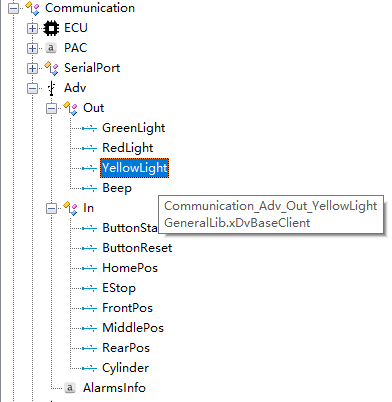 Communication
ECU
PAC
SerialPort
Adv
Out
GreenLight
RedLight
YellowLight
Beep
Communication_Adv_Out_YellowLight
GeneralLib.xDvBaseClient
In
ButtonSta
ButtonReset
HomePos
EStop
FrontPos
MiddlePos
RearPos
Cylinder
AlarmsInfo